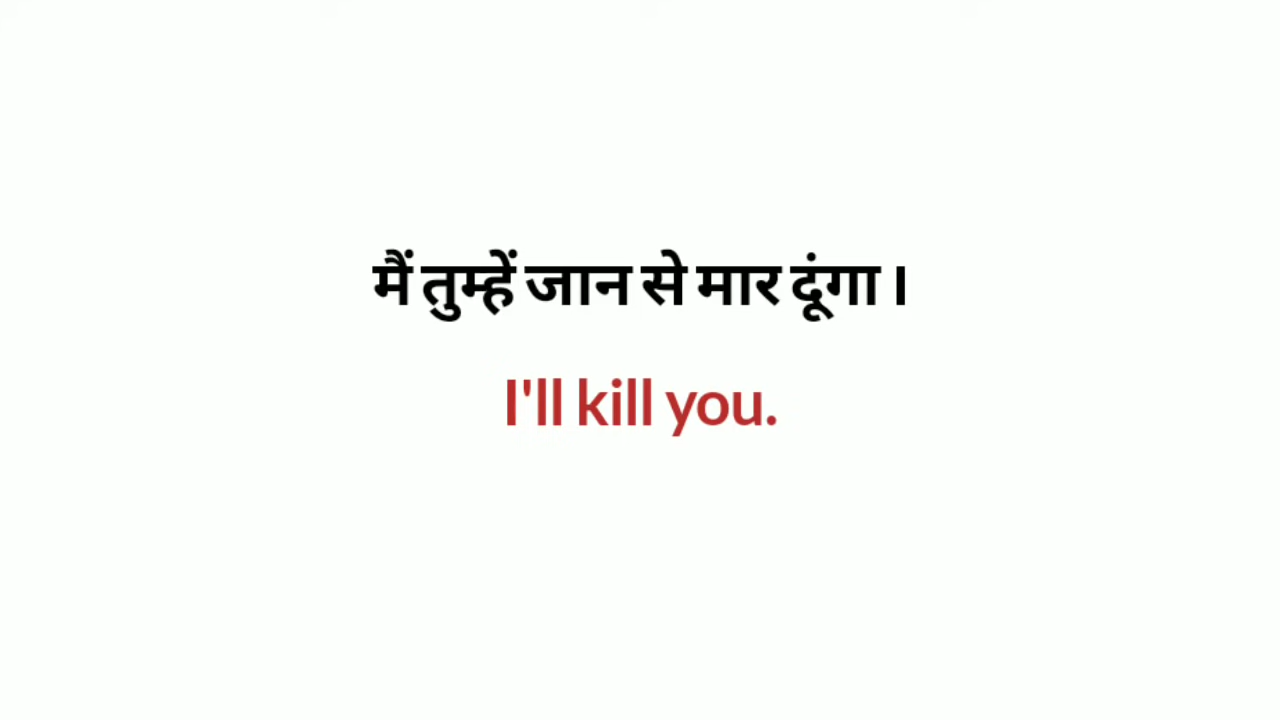 मैं तुम्हें जान से मार दूंगा ।
I'll kill you.